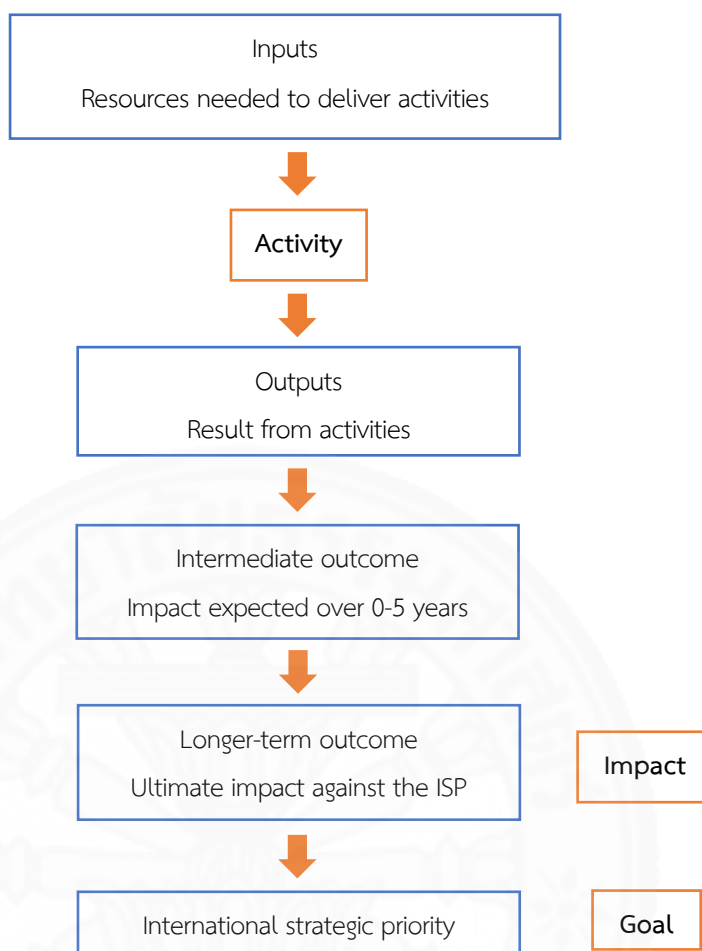 Inputs
Resources needed to deliver activities
Activity
Outputs
Result from activities
Intermediate outcome
Impact expected over 0-5 years
Longer-term outcome
Ultimate impact against the ISP
Impact
International strategic priority
Goal